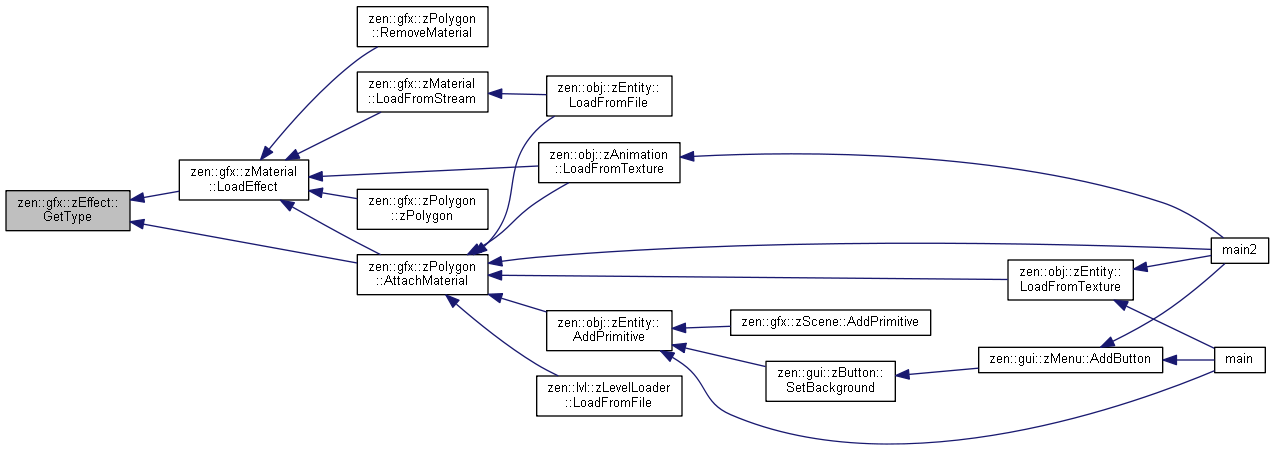 zen::gfx::zPolygon
::RemoveMaterial
zen::gfx::zMaterial
::LoadFromStream
zen::obj::zEntity::
LoadFromFile
zen::obj::zAnimation
::LoadFromTexture
zen::gfx::zMaterial
::LoadEffect
zen::gfx::zEffect::
GetType
zen::gfx::zPolygon
::zPolygon
main2
zen::gfx::zPolygon
::AttachMaterial
zen::obj::zEntity::
LoadFromTexture
zen::obj::zEntity::
AddPrimitive
zen::gfx::zScene::AddPrimitive
zen::gui::zMenu::AddButton
main
zen::gui::zButton::
SetBackground
zen::lvl::zLevelLoader
::LoadFromFile